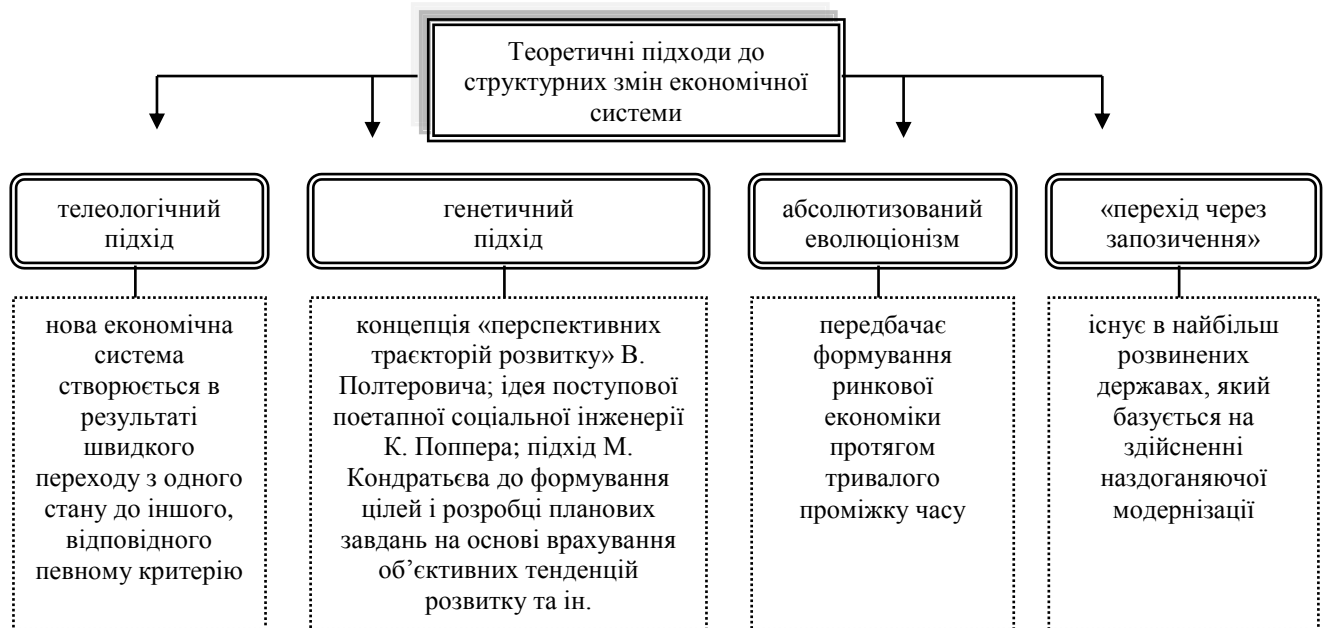 Теоретичні підходи до
структурних змін економічної
системи
телеологічний
підхід
генетичний
підхід
абсолютизований
еволюціонізм
«перехід через
запозичення»
нова економічна
система
створюється в
результаті
швидкого
переходу з одного
стану до іншого,
відповідного
певному критерію
концепція «перспективних
траєкторій розвитку» В.
Полтеровича; ідея поступової
поетапної соціальної інженерії
К. Поппера; підхід М.
Кондратьєва до формування
цілей і розробці планових
завдань на основі врахування
об’єктивних тенденцій
розвитку та ін.
передбачає
формування
ринкової
економіки
протягом
тривалого
проміжку часу
існує в найбільш
розвинених
державах, який
базується на
здійсненні
наздоганяючої
модернізації